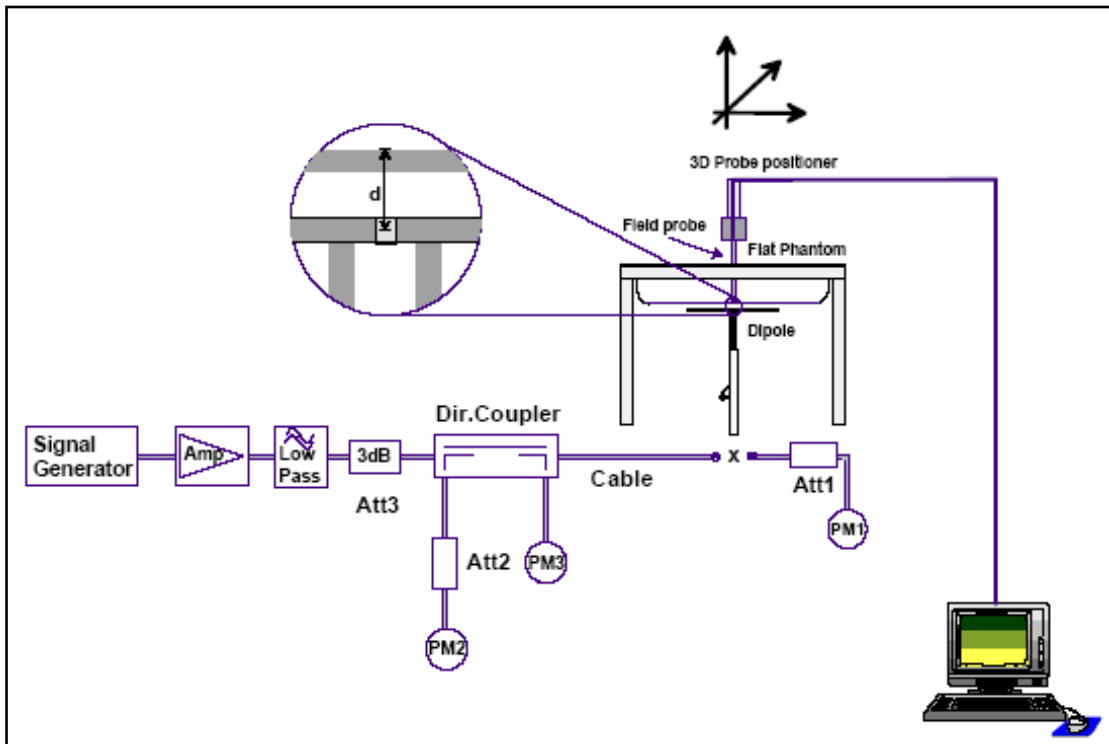 3D Probe positioner
d
Field probe
Flat Phantom
Dipole
Dir.Coupler
Signal
Generator
Amp
Low
Pass
3dB
Att3
Cable
x
Att1
PM1
Att2
PM3
PM2